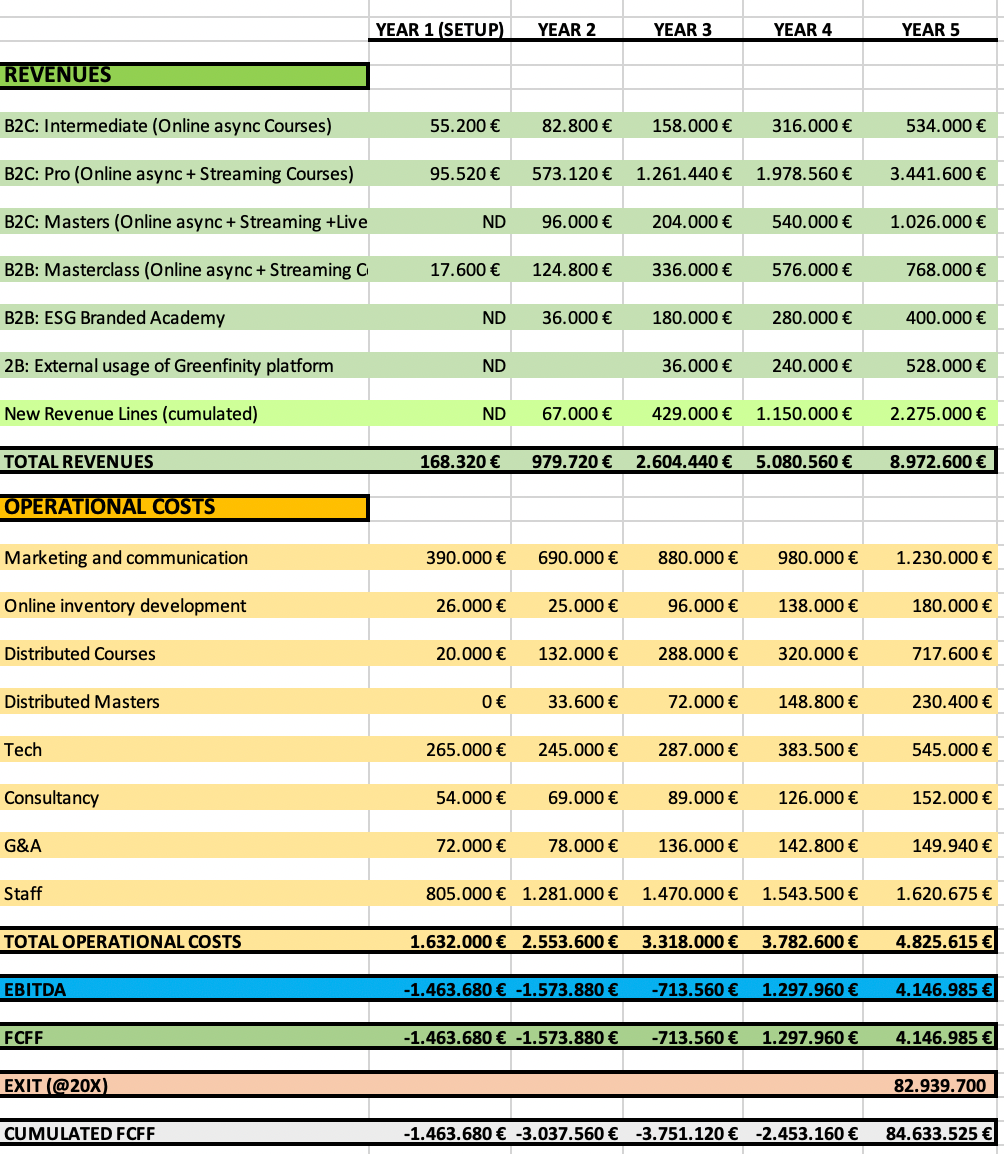 YEAR 1 (SETUP) YEAR 2 YEAR 3 YEAR 4 YEAR 5
REVENUES
B2C: Intermediate (Online async Courses) 55.200 € 82.800 € 158.000 € 316.000 € 534.000 €
B2C: Pro (Online async + Streaming Courses) 95.520 € 573.120 € 1.261.440 € 1.978.560 € 3.441.600 €
B2C: Masters (Online async + Streaming +Live ND 96.000 € 204.000 € 540.000 € 1.026.000 €
B2B: Masterclass (Online async + Streaming 17.600 € 124.800 € 336.000 € 576.000 € 768.000 €
B2B: ESG Branded Academy ND 36.000 € 180.000 € 280.000 € 400.000 €
2B: External usage of Greenfinity platform ND 36.000 € 240.000 € 528.000 €
New Revenue Lines (cumulated) ND 67.000 € 429.000 € 1.150.000 € 2.275.000 €
TOTAL REVENUES 168.320 € 979.720 € 2.604.440 € 5.080.560 € 8.972.600 €
OPERATIONAL COSTS
Marketing and communication 390.000 € 690.000 € 880.000 € 980.000 € 1.230.000 €
Online inventory development 26.000 € 25.000 € 96.000 € 138.000 € 180.000 €
Distributed Courses 20.000 € 132.000 € 288.000 € 320.000 € 717.600 €
Distributed Masters 0 € 33.600 € 72.000 € 148.800 € 230.400 €
Tech 265.000 € 245.000 € 287.000 € 383.500 € 545.000 €
Consultancy 54.000 € 69.000 € 89.000 € 126.000 € 152.000 €
G&A 72.000 € 78.000 € 136.000 € 142.800 € 149.940 €
Staff 805.000 € 1.281.000 € 1.470.000 € 1.543.500 € 1.620.675 €
TOTAL OPERATIONAL COSTS 1.632.000 € 2.553.600 € 3.318.000 € 3.782.600 € 4.825.615 €
EBITDA -1.463.680 € -1.573.880 € -713.560 € 1.297.960 € 4.146.985 €
FCFF -1.463.680 € -1.573.880 € -713.560 € 1.297.960 € 4.146.985 €
EXIT (@20X) 82.939.700
CUMULATED FCFF -1.463.680 € -3.037.560 € -3.751.120 € -2.453.160 € 84.633.525 €